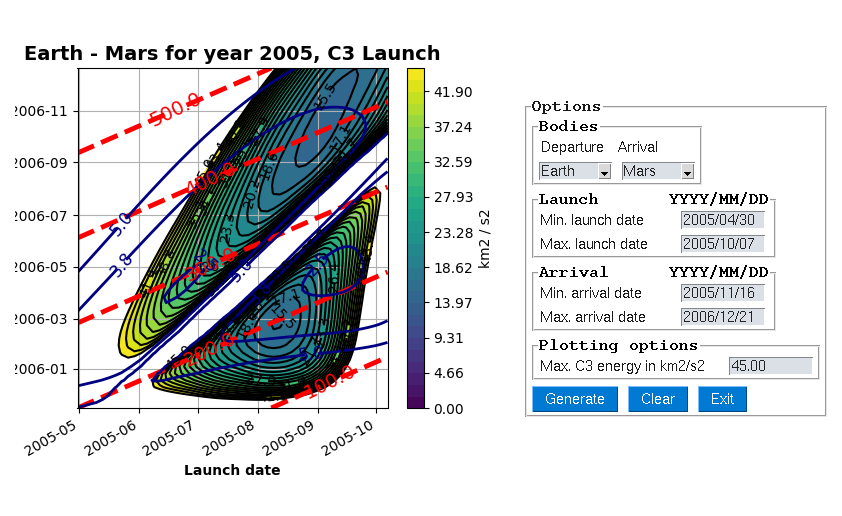 Earth - Mars for year 2005, C3 Launch
2006-11
2006-09
2006-07
2006-05
2006-03
2006-01
500.0
400.0
200.0
100.0
5.0
3.8
2005-05
2005-06
2005-07
2005-08
2005-09
2005-10
Launch date
41.90
37.24
32.59
27.93
23.28
18.62
13.97
9.31
4.66
0.00
km2 / s2
Options
Bodies
Departure Arrival
Earth Mars
Launch YYYY/MM/DD
Min. launch date 2005/04/30
Max. launch date 2005/10/07
Arrival YYYY/MM/DD
Min. arrival date 2005/11/16
Max. arrival date 2006/12/21
Plotting options
Max. C3 energy in km2/s2 45.00
Generate Clear Exit